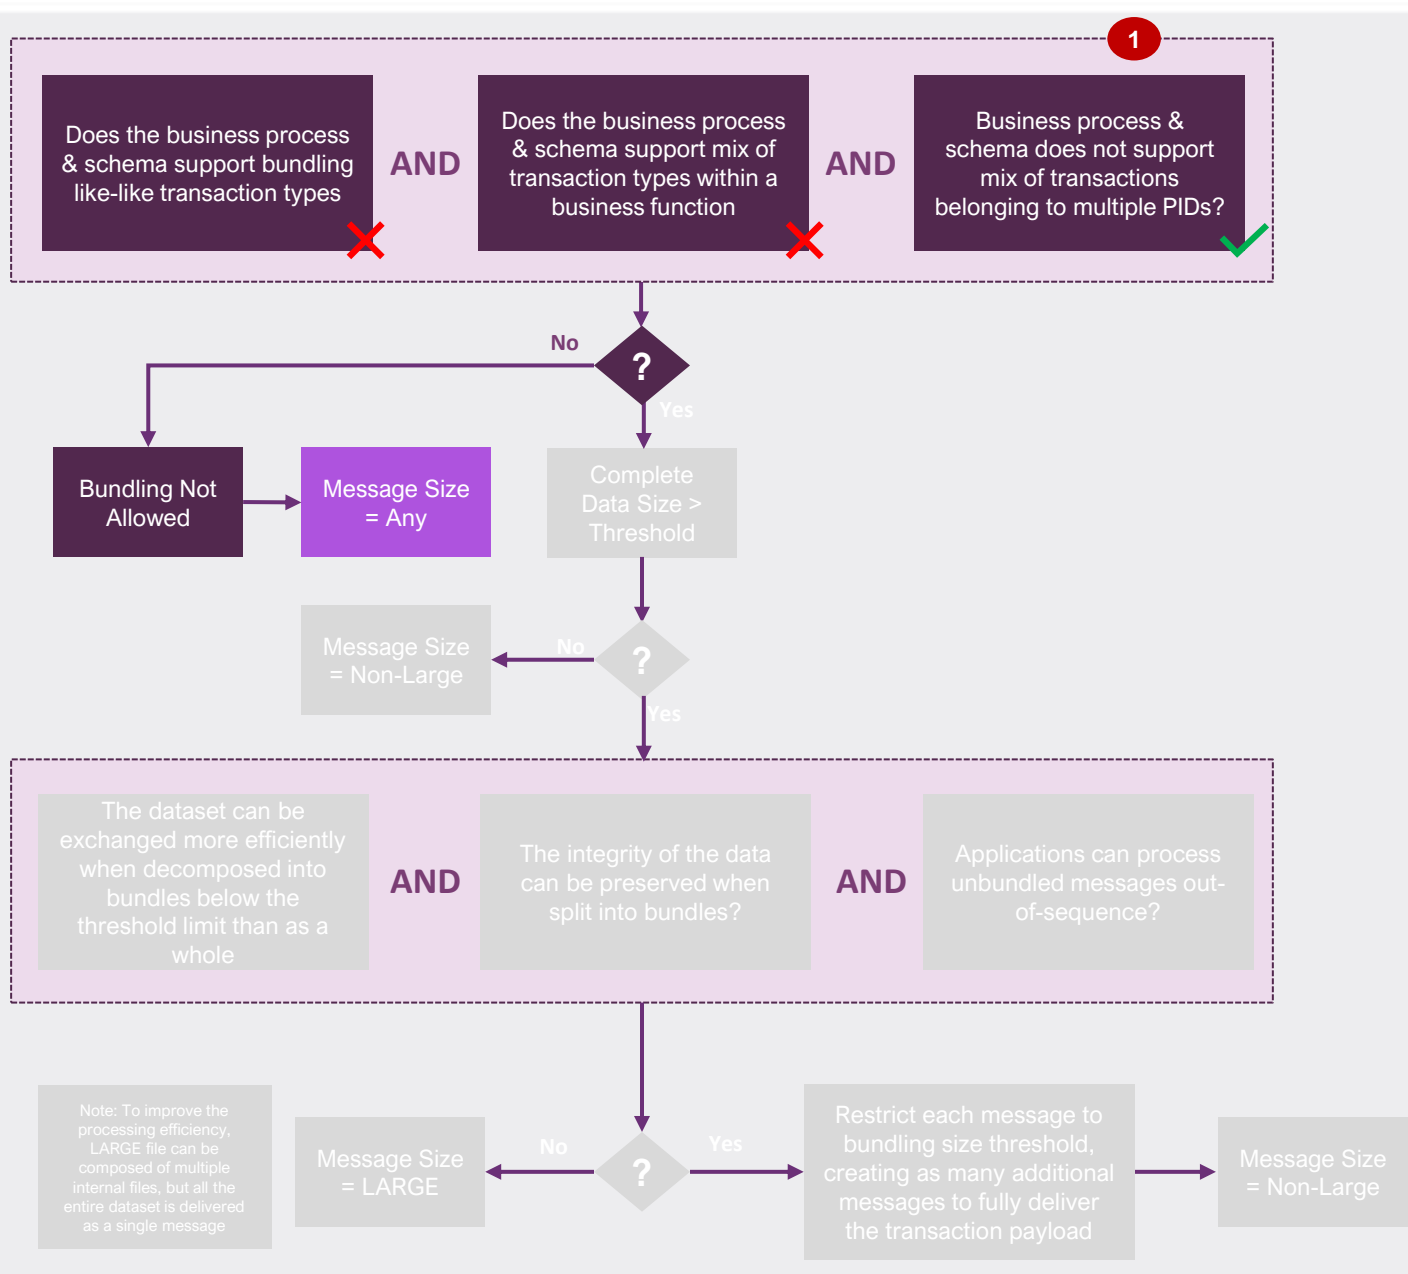 1
Does the business process
& schema support bundling
like-like transaction types
AND
Does the business process
& schema support mix of
transaction types within a
business function
AND
Business process &
schema does not support
mix of transactions
belonging to multiple PIDs?
No
?
Yes
Bundling Not
Allowed
Message Size
= Any
Complete
Data Size >
Threshold
Message Size
= Non-Large
No
?
Yes
The dataset can be
exchanged more efficiently
when decomposed into
bundles below the
threshold limit than as a
whole
AND
The integrity of the data
can be preserved when
split into bundles?
AND
Applications can process
unbundled messages out-
of-sequence?
Note: To improve the
processing efficiency,
LARGE file can be
composed of multiple
internal files, but all the
entire dataset is delivered
as a single message
Message Size
= LARGE
No
?
Yes
Restrict each message to
bundling size threshold,
creating as many additional
messages to fully deliver
the transaction payload
Message Size
= Non-Large